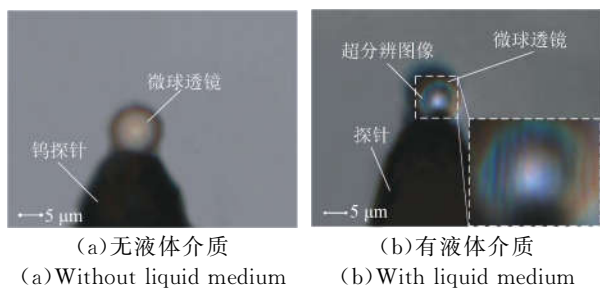 微球透镜
钨探针
5 μm
(a)无液体介质
(a)Without liquid medium
超分辨图像
微球透镜
探针
5 μm
(b)有液体介质
(b)With liquid medium